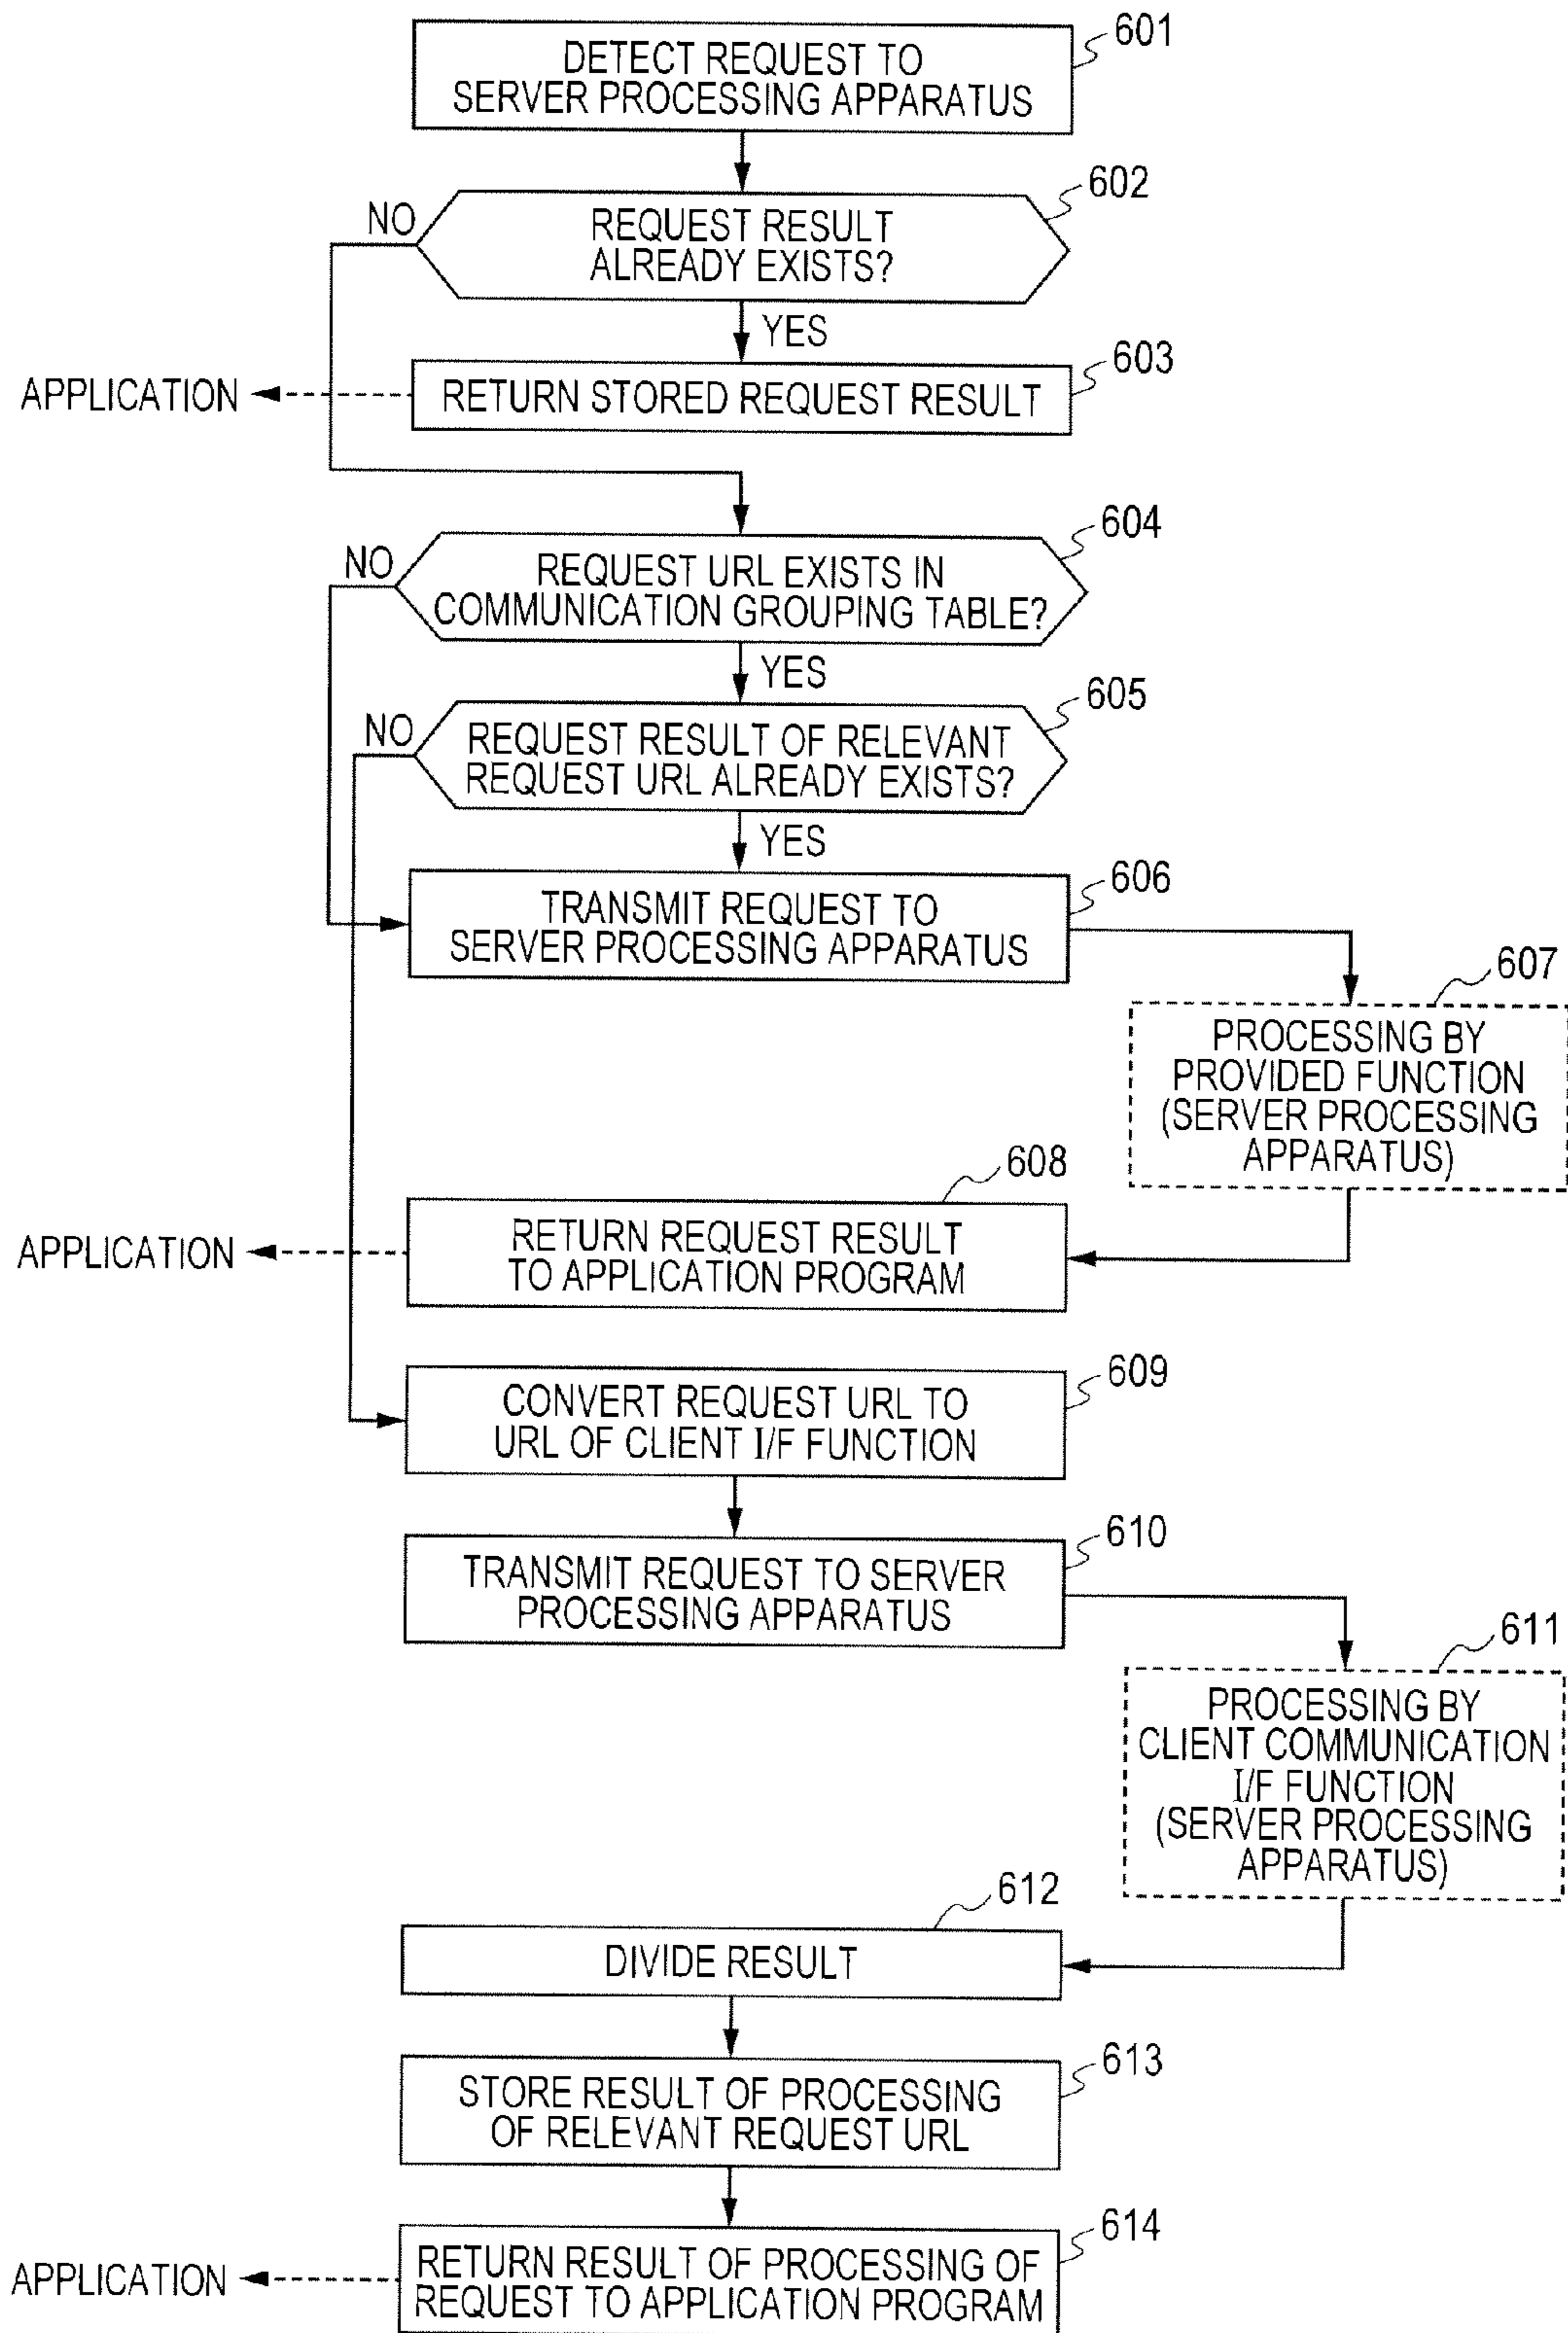 601
DETECT REQUEST TO
SERVER PROCESSING APPARATUS
602
NO
REQUEST RESULT
ALREADY EXISTS?
YES
603
APPLICATION
RETURN STORED REQUEST RESULT
604
NO
REQUEST URL EXISTS IN
COMMUNICATION GROUPING TABLE?
YES
605
NO
REQUEST RESULT OF RELEVANT
REQUEST URL ALREADY EXISTS?
YES
606
TRANSMIT REQUEST TO
SERVER PROCESSING APPARATUS
607
PROCESSING BY
PROVIDED FUNCTION
(SERVER PROCESSING
APPARATUS)
608
APPLICATION
RETURN REQUEST RESULT
TO APPLICATION PROGRAM
609
CONVERT REQUEST URL TO
URL OF CLIENT I/F FUNCTION
610
TRANSMIT REQUEST TO SERVER
PROCESSING APPARATUS
611
PROCESSING BY
CLIENT COMMUNICATION
I/F FUNCTION
(SERVER PROCESSING
APPARATUS)
612
DIVIDE RESULT
613
STORE RESULT OF PROCESSING
OF RELEVANT REQUEST URL
614
APPLICATION
RETURN RESULT OF PROCESSING OF
REQUEST TO APPLICATION PROGRAM